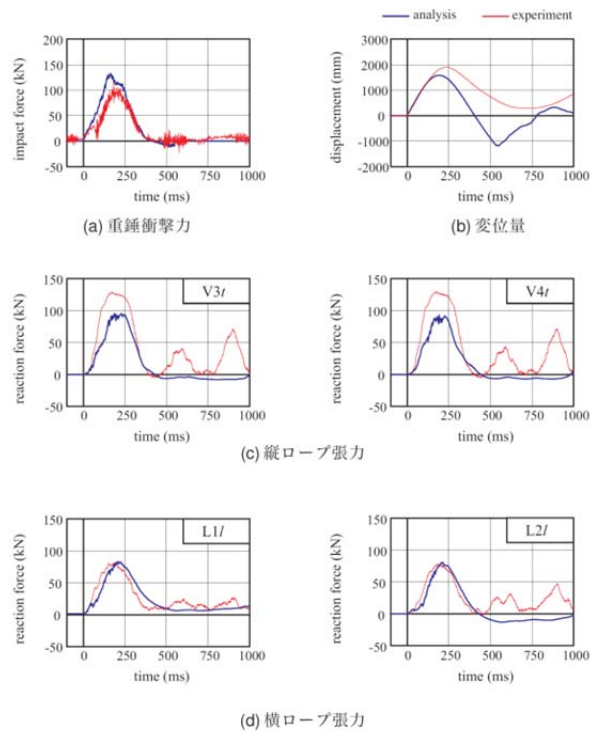 analysis experiment
200
150
100
50
0
-50
impact force (kN)
0 250 500 750 1000
time (ms)
(a) 重錘衝撃力
3000
2000
1000
0
-1000
-2000
displacement (mm)
0 250 500 750 1000
time (ms)
(b) 変位量
150
100
50
0
-50
reaction force (kN)
V3t
0 250 500 750 1000
time (ms)
150
100
50
0
-50
reaction force (kN)
V4t
0 250 500 750 1000
time (ms)
(c) 縦ロープ張力
150
100
50
0
-50
reaction force (kN)
L1l
0 250 500 750 1000
time (ms)
150
100
50
0
-50
reaction force (kN)
L2l
0 250 500 750 1000
time (ms)
(d) 横ロープ張力